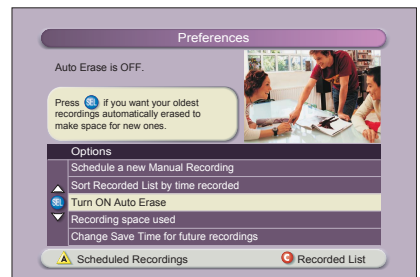 Preferences
Auto Erase is OFF.
Press SEL if you want your oldest
recordings automatically erased to
make space for new ones.
Options
Schedule a new Manual Recording
Sort Recorded List by time recorded
SEL Turn ON Auto Erase
Recording space used
Change Save Time for future recordings
A Scheduled Recordings C Recorded List